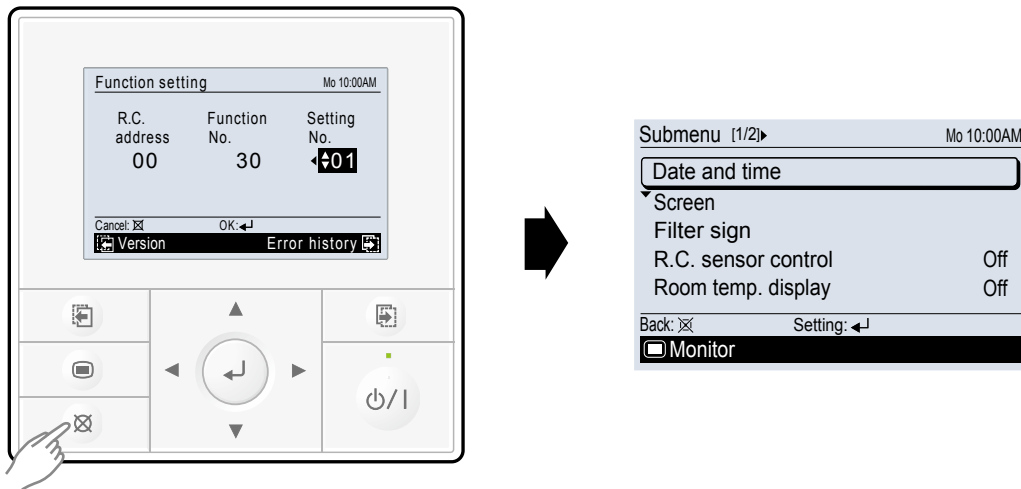 Function setting Mo 10:00AM
R.C. Function Setting
address No. No.
00 30 01
Cancel: OK:
Version Error history
Submenu [1/2] Mo 10:00AM
Date and time
Screen
Filter sign
R.C. sensor control Off
Room temp. display Off
Back: Setting:
Monitor